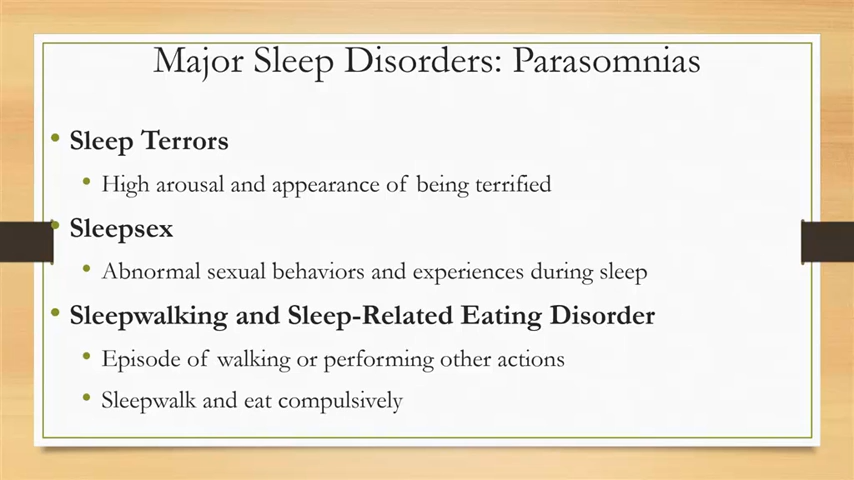 Major Sleep Disorders: Parasomnias
• Sleep Terrors
• High arousal and appearance of being terrified
• Sleepsex
• Abnormal sexual behaviors and experiences during sleep
• Sleepwalking and Sleep-Related Eating Disorder
• Episode of walking or performing other actions
• Sleepwalk and eat compulsively